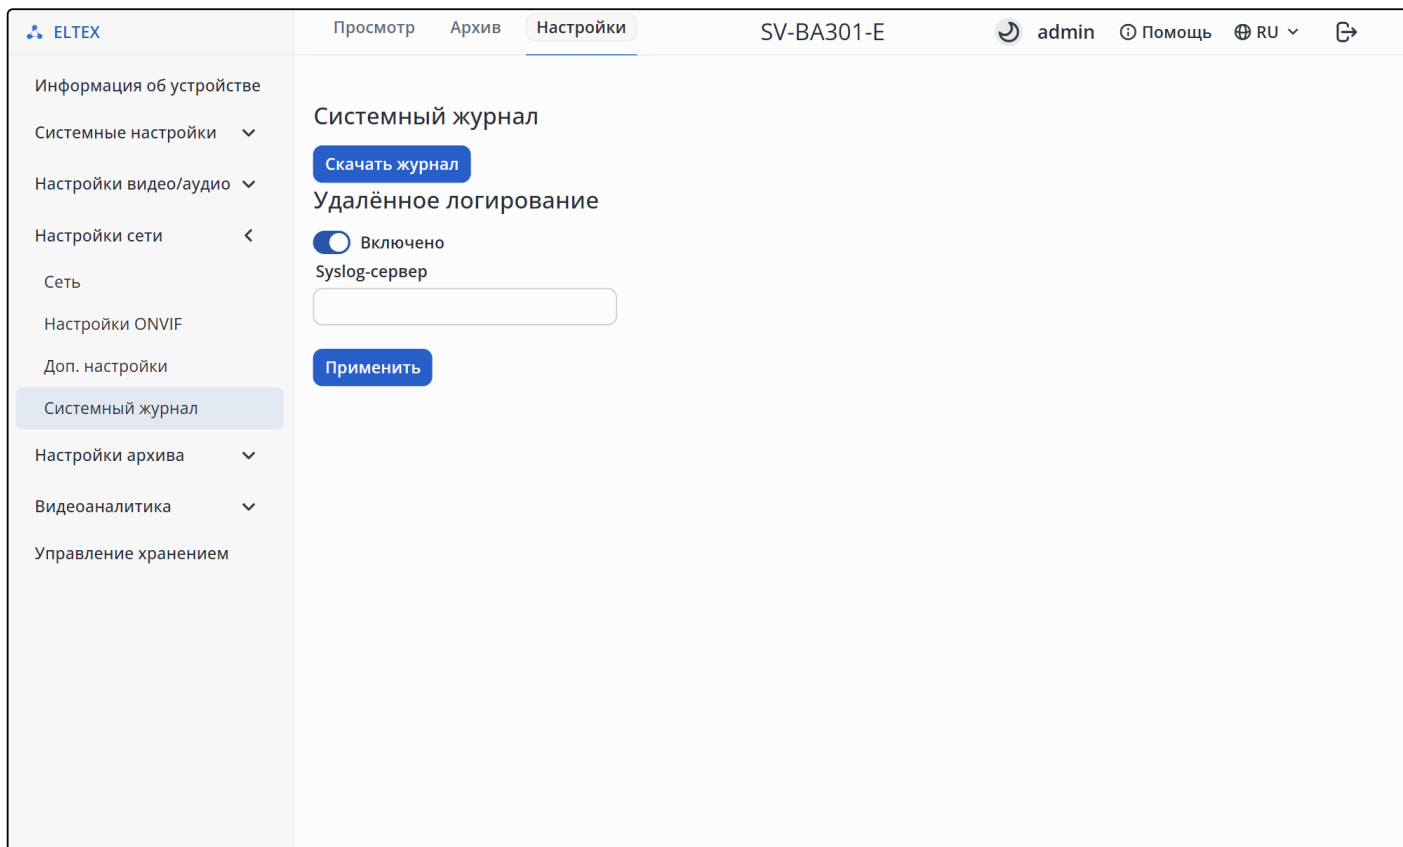 ELTEX
Просмотр Архив Настройки SV-BA301-E admin Помощь RU
Информация об устройстве
Системные настройки
Настройки видео/аудио
Настройки сети
Сеть
Настройки ONVIF
Доп. настройки
Системный журнал
Настройки архива
Видеоаналитика
Управление хранением
Системный журнал
Скачать журнал
Удалённое логирование
Включено
Syslog-сервер
Применить